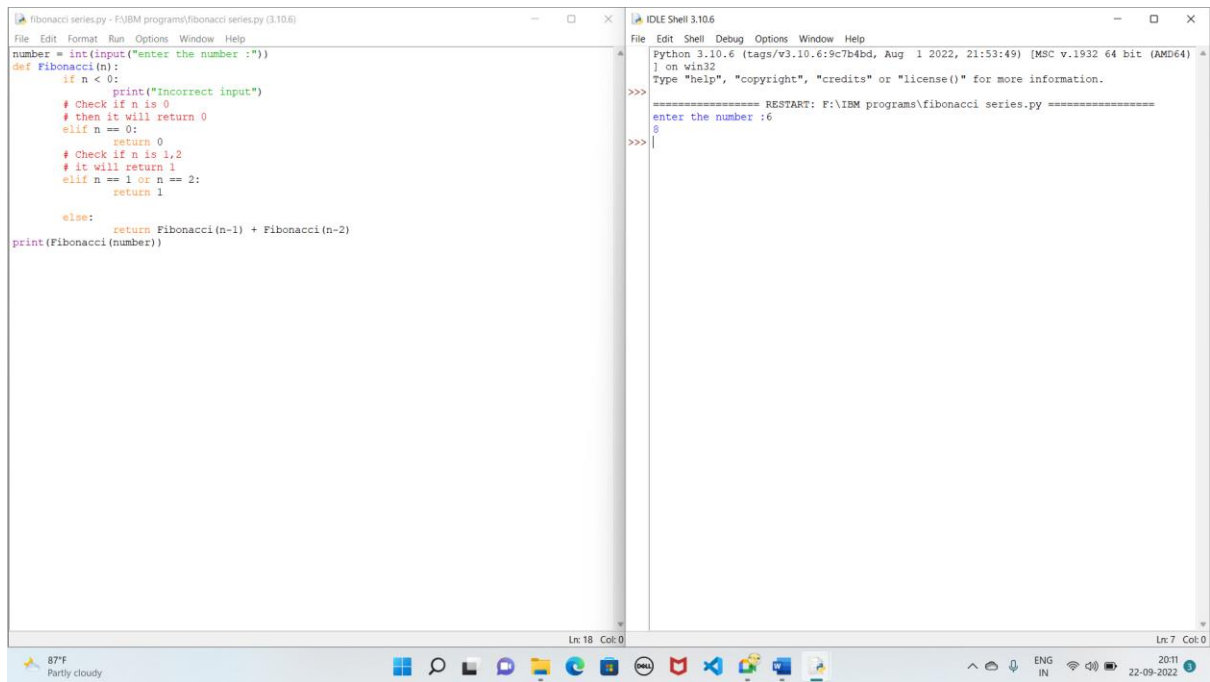 fibonacci series.py - F:\IBM programs\fibonacci series.py (3.10.6)
File Edit Format Run Options Window Help
number = int(input("enter the number :"))
def Fibonacci(n):
        if n < 0:
                print("Incorrect input")
        # Check if n is 0
        # then it will return 0
        elif n == 0:
                return 0
        # Check if n is 1,2
        # it will return 1
        elif n == 1 or n == 2:
                return 1

        else:
                return Fibonacci(n-1) + Fibonacci(n-2)
print(Fibonacci(number))
Ln: 18 Col: 0
IDLE Shell 3.10.6
File Edit Shell Debug Options Window Help
Python 3.10.6 (tags/v3.10.6:9c7b4bd, Aug 1 2022, 21:53:49) [MSC v.1932 64 bit (AMD64)
] on win32
Type "help", "copyright", "credits" or "license()" for more information.
>>>
================= RESTART: F:\IBM programs\fibonacci series.py =================
enter the number :6
8
>>>
Ln: 7 Col: 0
87°F
Partly cloudy
DELL
W
ENG
IN
20:11
22-09-2022
3